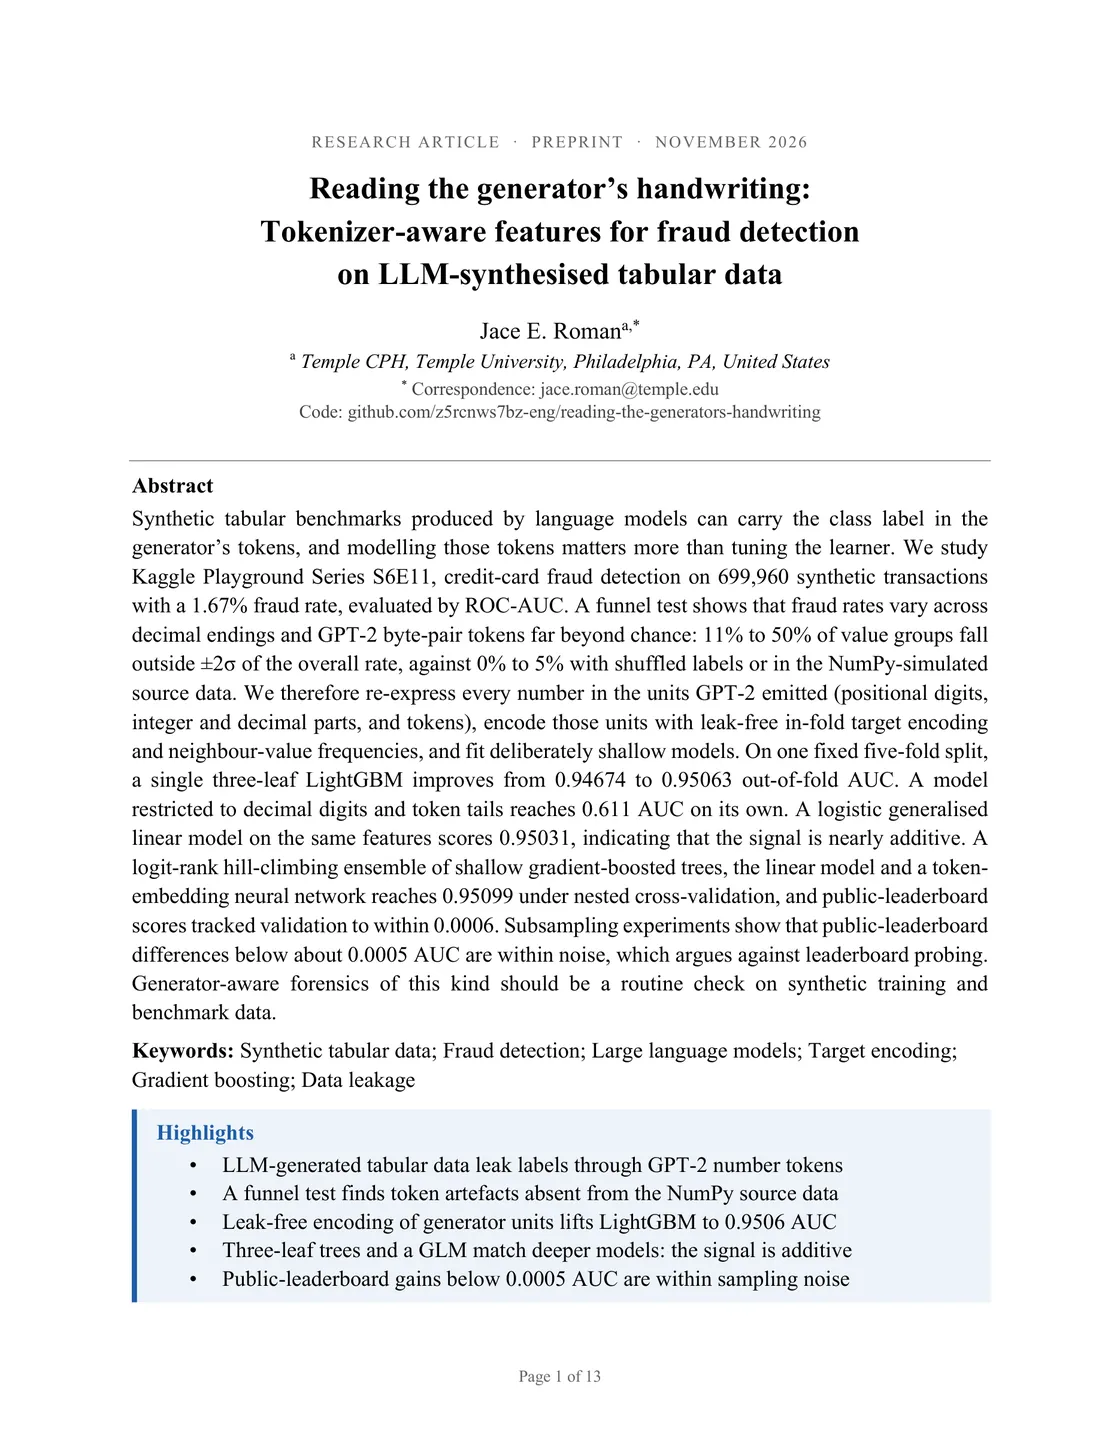 RESEARCH ARTICLE · PREPRINT · NOVEMBER 2026
Reading the generator’s handwriting:
Tokenizer-aware features for fraud detection
on LLM-synthesised tabular data
Jace E. Romanᵃ,*
ᵃ Temple CPH, Temple University, Philadelphia, PA, United States
* Correspondence: jace.roman@temple.edu
Code: github.com/z5rcnws7bz-eng/reading-the-generators-handwriting
Abstract
Synthetic tabular benchmarks produced by language models can carry the class label in the
generator’s tokens, and modelling those tokens matters more than tuning the learner. We study
Kaggle Playground Series S6E11, credit-card fraud detection on 699,960 synthetic transactions
with a 1.67% fraud rate, evaluated by ROC-AUC. A funnel test shows that fraud rates vary across
decimal endings and GPT-2 byte-pair tokens far beyond chance: 11% to 50% of value groups fall
outside ±2σ of the overall rate, against 0% to 5% with shuffled labels or in the NumPy-simulated
source data. We therefore re-express every number in the units GPT-2 emitted (positional digits,
integer and decimal parts, and tokens), encode those units with leak-free in-fold target encoding
and neighbour-value frequencies, and fit deliberately shallow models. On one fixed five-fold split,
a single three-leaf LightGBM improves from 0.94674 to 0.95063 out-of-fold AUC. A model
restricted to decimal digits and token tails reaches 0.611 AUC on its own. A logistic generalised
linear model on the same features scores 0.95031, indicating that the signal is nearly additive. A
logit-rank hill-climbing ensemble of shallow gradient-boosted trees, the linear model and a token-
embedding neural network reaches 0.95099 under nested cross-validation, and public-leaderboard
scores tracked validation to within 0.0006. Subsampling experiments show that public-leaderboard
differences below about 0.0005 AUC are within noise, which argues against leaderboard probing.
Generator-aware forensics of this kind should be a routine check on synthetic training and
benchmark data.
Keywords: Synthetic tabular data; Fraud detection; Large language models; Target encoding;
Gradient boosting; Data leakage
Highlights
• LLM-generated tabular data leak labels through GPT-2 number tokens
• A funnel test finds token artefacts absent from the NumPy source data
• Leak-free encoding of generator units lifts LightGBM to 0.9506 AUC
• Three-leaf trees and a GLM match deeper models: the signal is additive
• Public-leaderboard gains below 0.0005 AUC are within sampling noise
Page 1 of 13